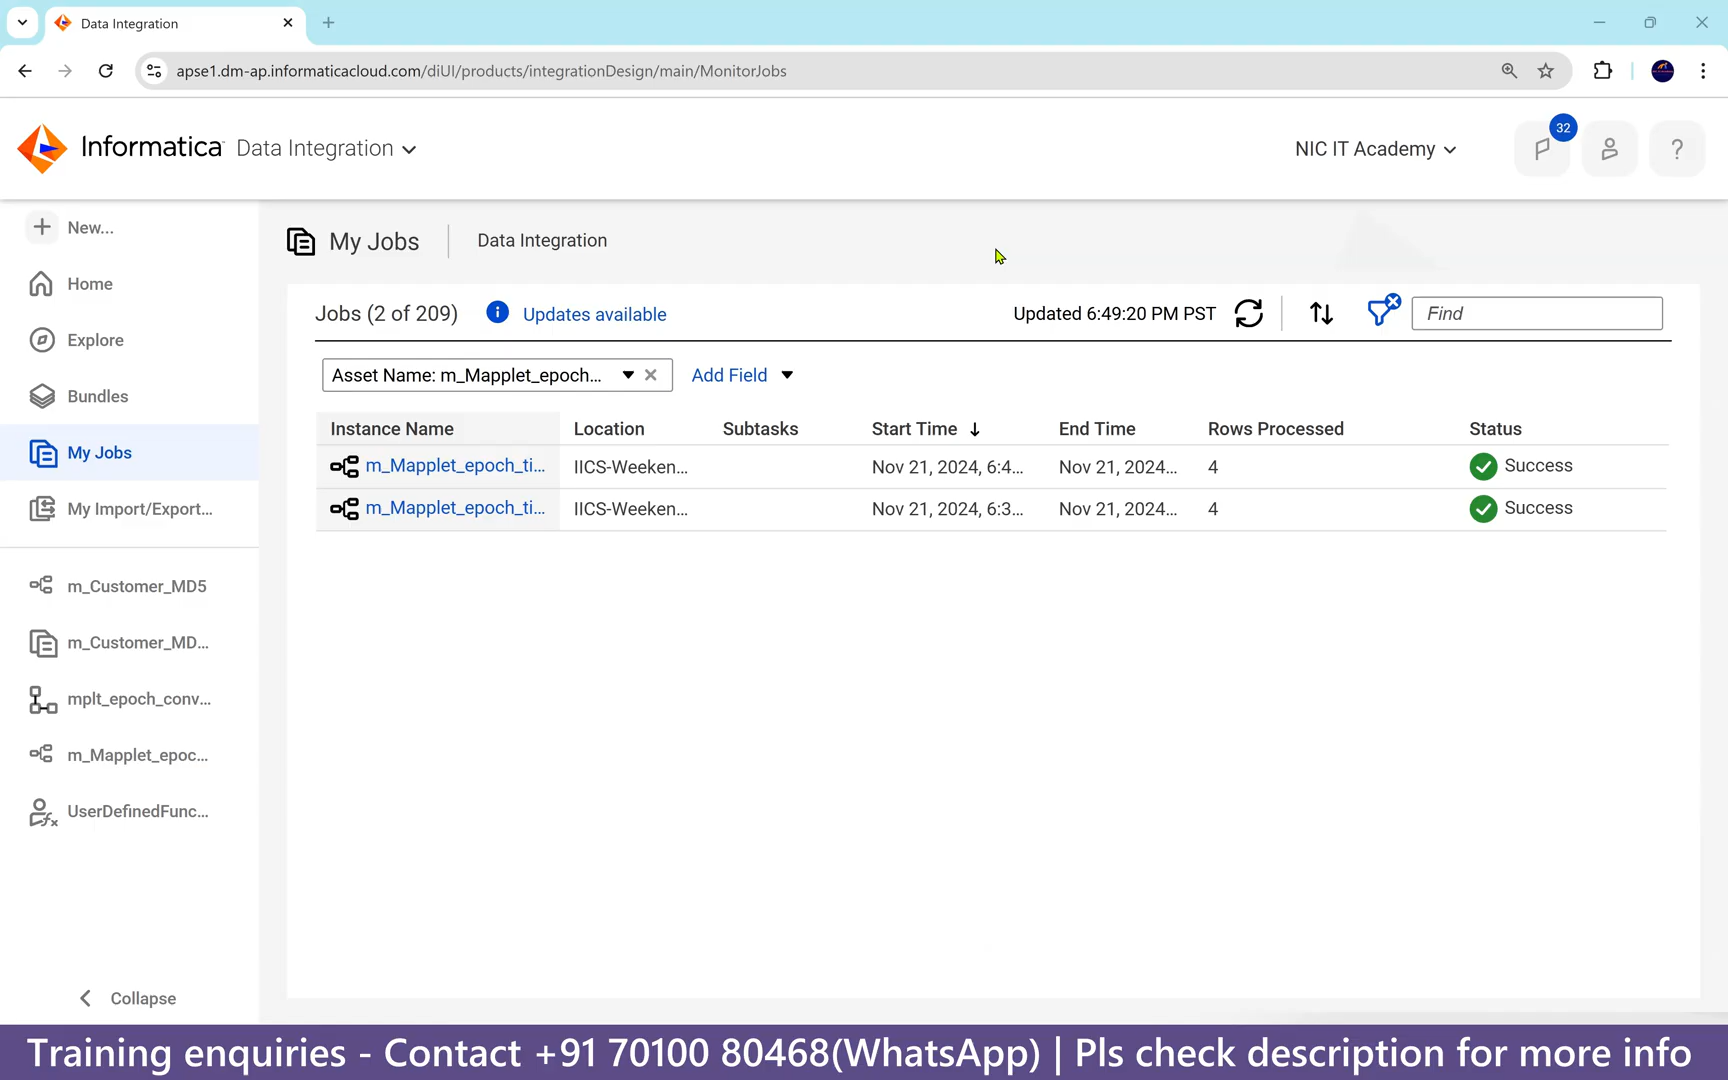 Data Integration
apse1.dm-ap.informaticacloud.com/diUI/products/integrationDesign/main/MonitorJobs
Informatica Data Integration
NIC IT Academy
32
?
New...
Home
Explore
Bundles
My Jobs
My Import/Export...
m_Customer_MD5
m_Customer_MD...
mplt_epoch_conv...
m_Mapplet_epoc...
UserDefinedFunc...
Collapse
My Jobs
Data Integration
Jobs (2 of 209)
Updates available
Updated 6:49:20 PM PST
Find
Asset Name: m_Mapplet_epoch...
Add Field
Instance Name Location Subtasks Start Time End Time Rows Processed Status
m_Mapplet_epoch_ti... IICS-Weeken... Nov 21, 2024, 6:4... Nov 21, 2024... 4 Success
m_Mapplet_epoch_ti... IICS-Weeken... Nov 21, 2024, 6:3... Nov 21, 2024... 4 Success
Training enquiries - Contact +91 70100 80468(WhatsApp) | Pls check description for more info